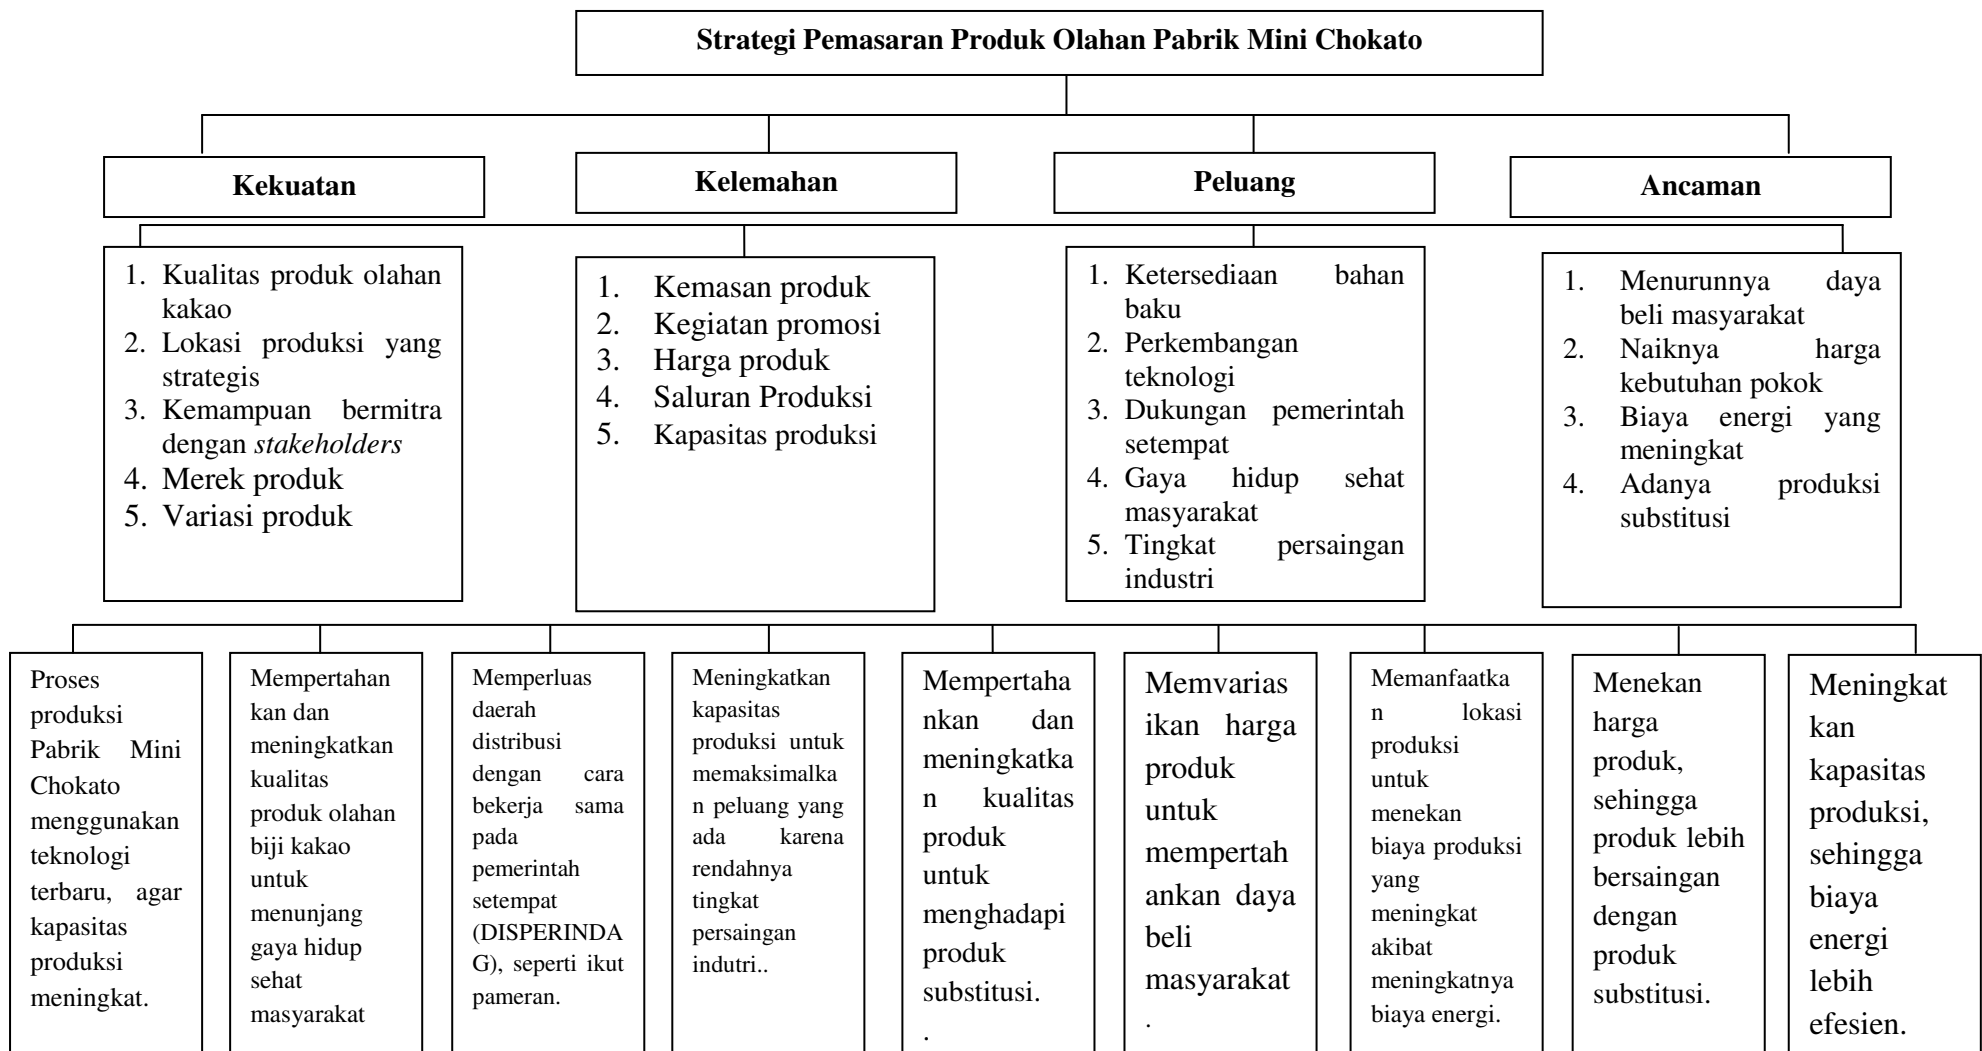 Strategi Pemasaran Produk Olahan Pabrik Mini Chokato
Kekuatan
Kelemahan
Peluang
Ancaman
1. Kualitas produk olahan
kakao
2. Lokasi produksi yang
strategis
3. Kemampuan bermitra
dengan stakeholders
4. Merek produk
5. Variasi produk
1. Kemasan produk
2. Kegiatan promosi
3. Harga produk
4. Saluran Produksi
5. Kapasitas produksi
1. Ketersediaan bahan
baku
2. Perkembangan
teknologi
3. Dukungan pemerintah
setempat
4. Gaya hidup sehat
masyarakat
5. Tingkat persaingan
industri
1. Menurunnya daya
beli masyarakat
2. Naiknya harga
kebutuhan pokok
3. Biaya energi yang
meningkat
4. Adanya produksi
substitusi
Proses
produksi
Pabrik Mini
Chokato
menggunakan
teknologi
terbaru, agar
kapasitas
produksi
meningkat.
Mempertahan
kan dan
meningkatkan
kualitas
produk olahan
biji kakao
untuk
menunjang
gaya hidup
sehat
masyarakat
Memperluas
daerah
distribusi
dengan cara
bekerja sama
pada
pemerintah
setempat
(DISPERINDA
G), seperti ikut
pameran.
Meningkatkan
kapasitas
produksi untuk
memaksimalka
n peluang yang
ada karena
rendahnya
tingkat
persaingan
indutri..
Mempertaha
nkan dan
meningkatka
n kualitas
produk
untuk
menghadapi
produk
substitusi.
.
Memvarias
ikan harga
produk
untuk
mempertah
ankan daya
beli
masyarakat
.
Memanfaatka
n lokasi
produksi
untuk
menekan
biaya produksi
yang
meningkat
akibat
meningkatnya
biaya energi.
Menekan
harga
produk,
sehingga
produk lebih
bersaingan
dengan
produk
substitusi.
Meningkat
kan
kapasitas
produksi,
sehingga
biaya
energi
lebih
efesien.